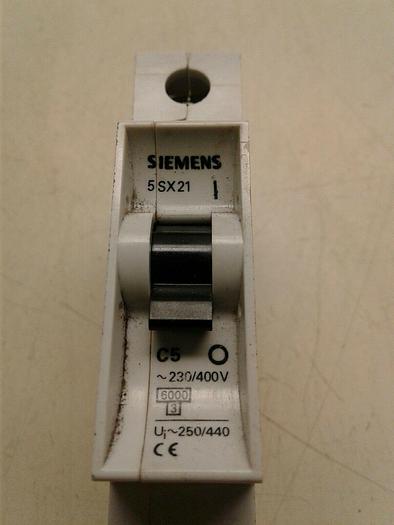 SIEMENS
5SX21 I
C5 O
~230/400V
6000
3
Ui~250/440
CE